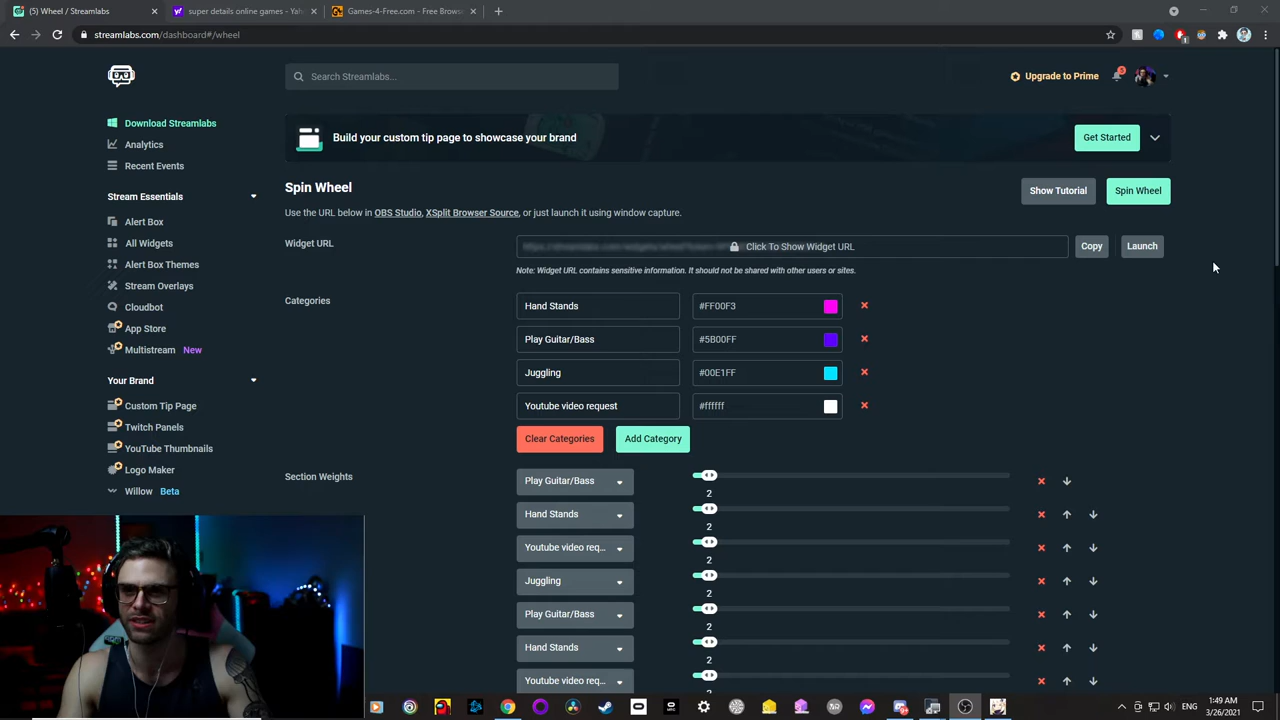 (5) Wheel / Streamlabs
super details online games - Yahoo
Games-4-Free.com - Free Brows
streamlabs.com/dashboard#/wheel
Search Streamlabs...
Upgrade to Prime
Download Streamlabs
Analytics
Recent Events
Build your custom tip page to showcase your brand
Get Started
Stream Essentials
Spin Wheel
Show Tutorial
Spin Wheel
Use the URL below in OBS Studio, XSplit Browser Source, or just launch it using window capture.
Alert Box
All Widgets
Widget URL
Click To Show Widget URL
Copy
Launch
Alert Box Themes
Note: Widget URL contains sensitive information. It should not be shared with other users or sites.
Stream Overlays
Cloudbot
Categories
Hand Stands
#FF00F3
App Store
Play Guitar/Bass
#5B00FF
Multistream New
Juggling
#00E1FF
Your Brand
Custom Tip Page
Youtube video request
#ffffff
Twitch Panels
Clear Categories
Add Category
YouTube Thumbnails
Logo Maker
Willow Beta
Section Weights
Play Guitar/Bass
2
Hand Stands
2
Youtube video req...
2
Juggling
2
Play Guitar/Bass
2
Hand Stands
2
Youtube video req...
ENG
1:49 AM
3/26/2021